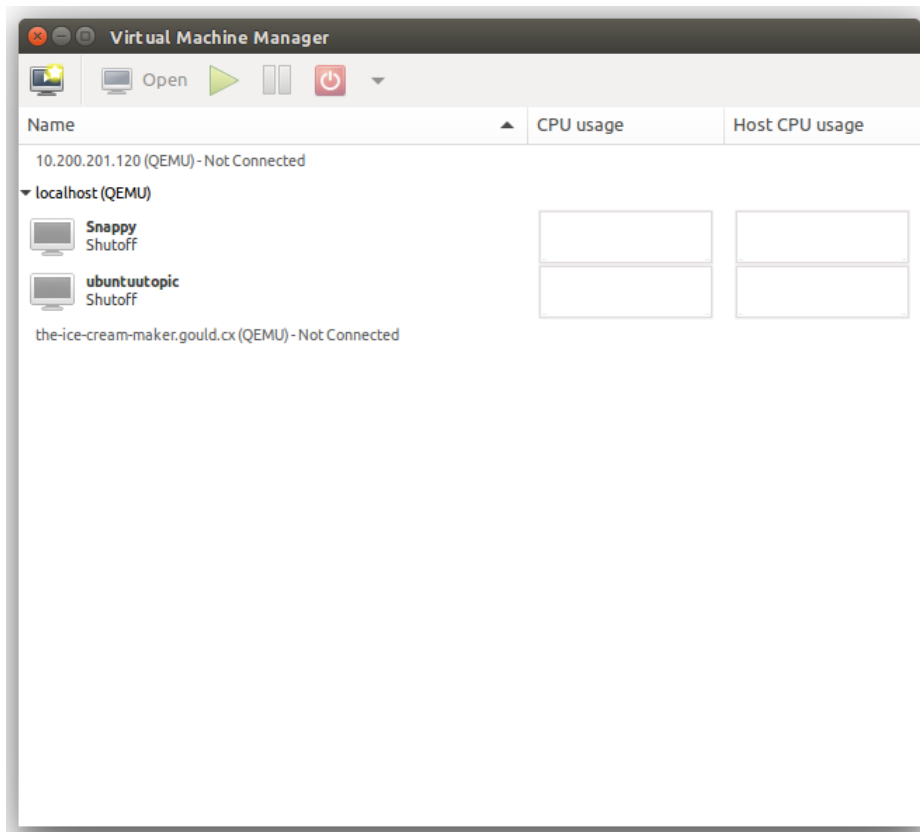 Virtual Machine Manager
Open
Name CPU usage Host CPU usage
10.200.201.120 (QEMU) - Not Connected
localhost (QEMU)
Snappy
Shutoff
ubuntuutopic
Shutoff
the-ice-cream-maker.gould.cx (QEMU) - Not Connected